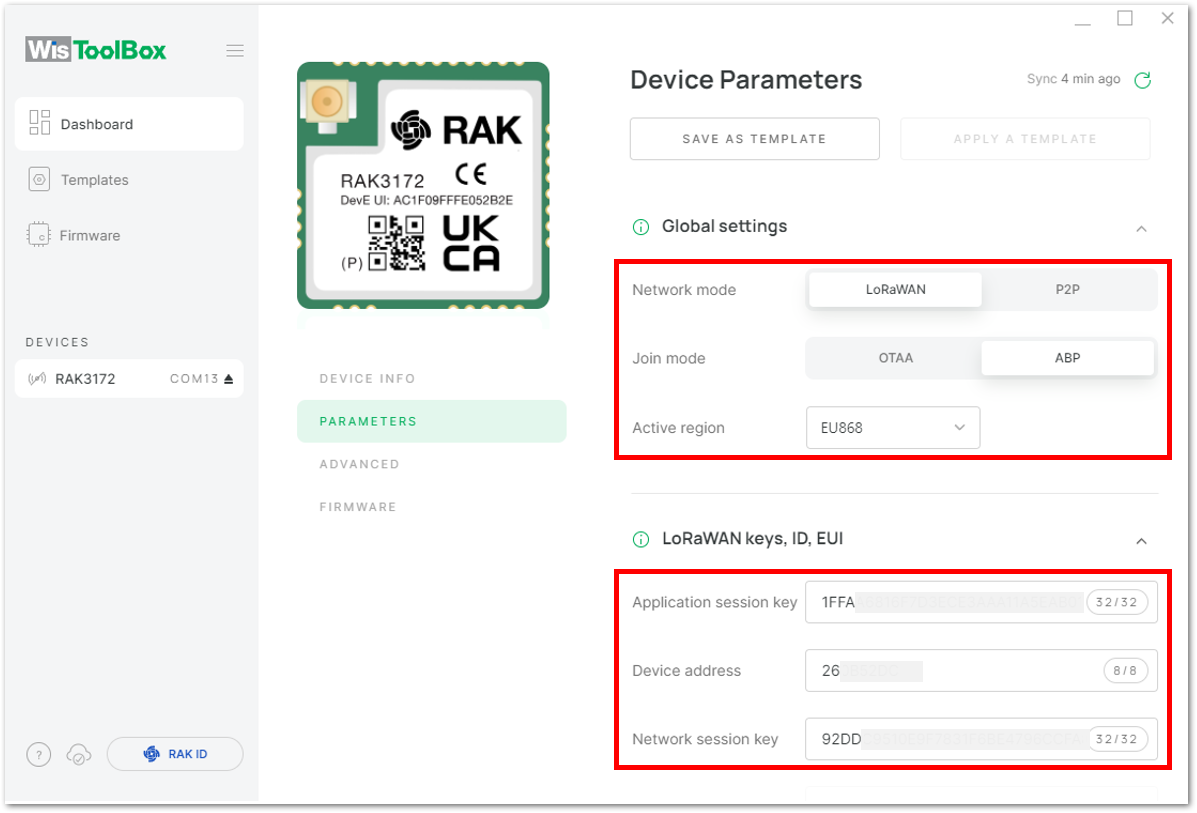 WisToolBox
Dashboard
Templates
Firmware
DEVICES
RAK3172 COM13
RAK ID
RAK
RAK3172 CE
DevE UI: AC1F09FFFE052B2E
UK
CA
(P)
DEVICE INFO
PARAMETERS
ADVANCED
FIRMWARE
Device Parameters
Sync 4 min ago
SAVE AS TEMPLATE
APPLY A TEMPLATE
Global settings
Network mode LoRaWAN P2P
Join mode OTAA ABP
Active region EU868
LoRaWAN keys, ID, EUI
Application session key 1FFA 32/32
Device address 26 8/8
Network session key 92DD 32/32